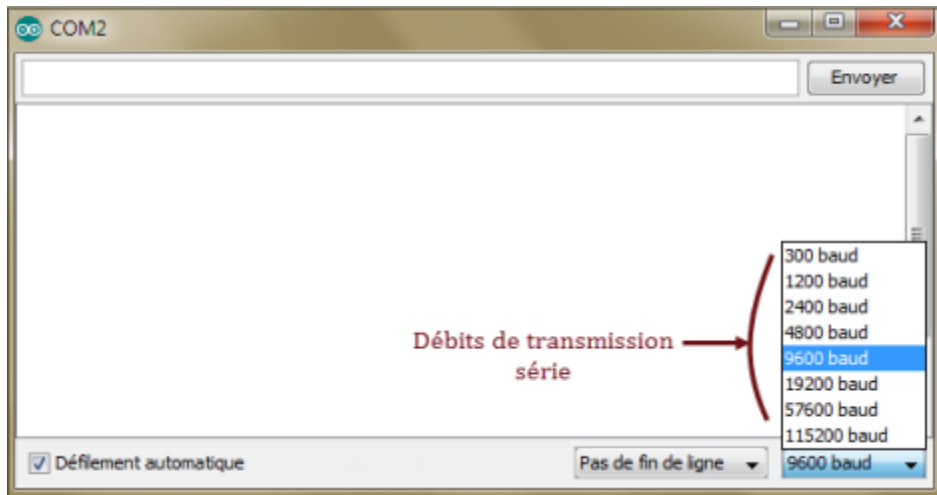 COM2
Envoyer
300 baud
1200 baud
2400 baud
4800 baud
9600 baud
19200 baud
57600 baud
115200 baud
Débits de transmission
série
Défilement automatique
Pas de fin de ligne
9600 baud